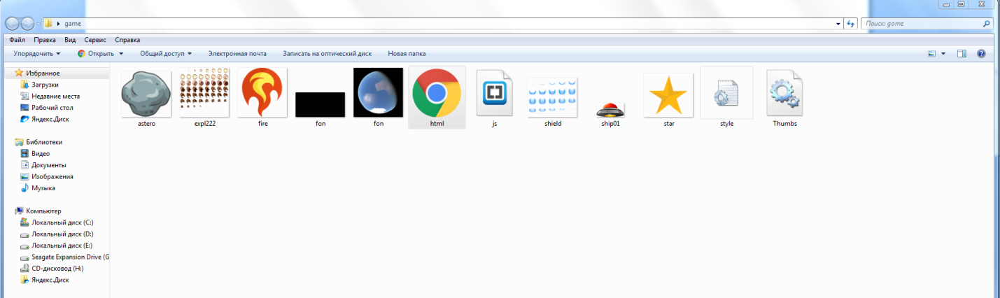 game
Поиск: game
Файл Правка Вид Сервис Справка
Упорядочить Открыть Общий доступ Электронная почта Записать на оптический диск Новая папка
Избранное
Загрузки
Недавние места
Рабочий стол
Яндекс.Диск
Библиотеки
Видео
Документы
Изображения
Музыка
Компьютер
Локальный диск (C:)
Локальный диск (D:)
Локальный диск (E:)
Seagate Expansion Drive (G
CD-дисковод (H:)
Яндекс.Диск
astero expl222 fire fon fon html js shield ship01 star style Thumbs